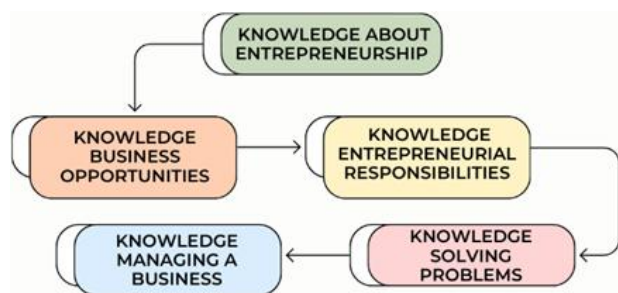 KNOWLEDGE ABOUT
ENTREPRENEURSHIP
KNOWLEDGE
BUSINESS
OPPORTUNITIES
KNOWLEDGE
ENTREPRENEURIAL
RESPONSIBILITIES
KNOWLEDGE
SOLVING
PROBLEMS
KNOWLEDGE
MANAGING A
BUSINESS